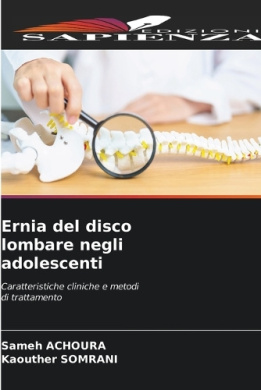 EDIZIONI
SAPIENZA
Ernia del disco
lombare negli
adolescenti
Caratteristiche cliniche e metodi
di trattamento
Sameh ACHOURA
Kaouther SOMRANI